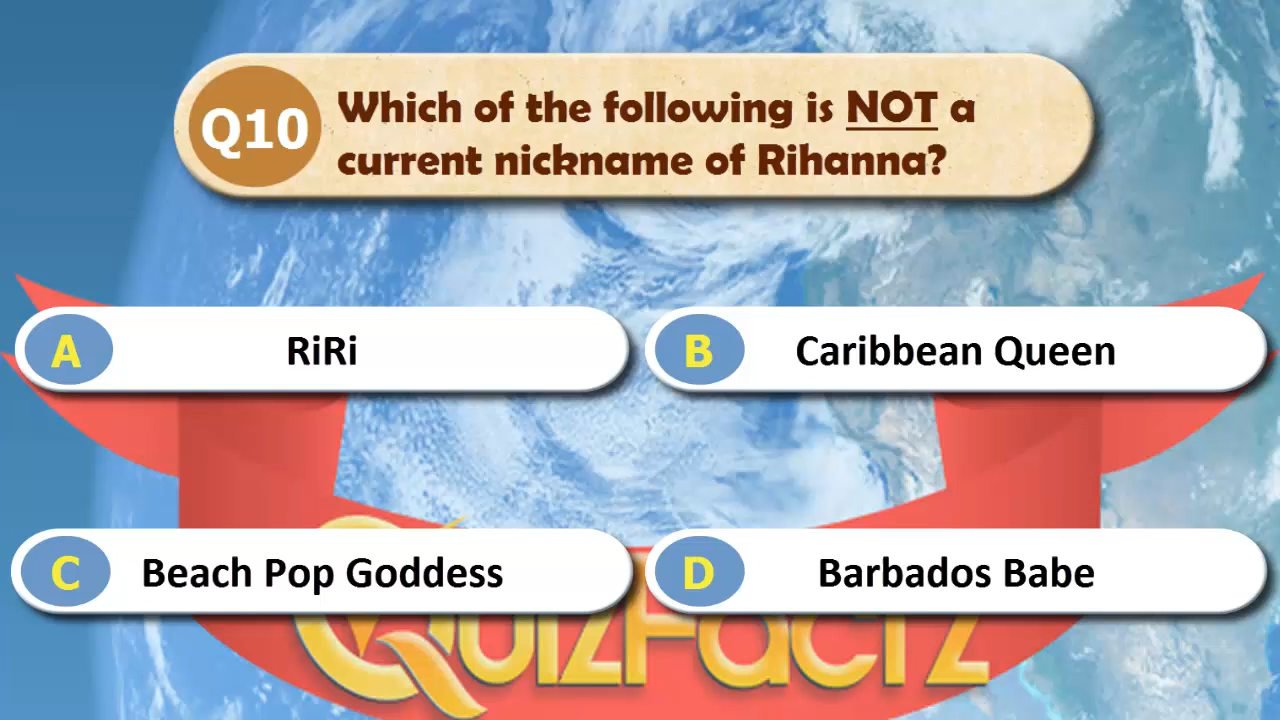 Q10
Which of the following is NOT a
current nickname of Rihanna?
A RiRi
B Caribbean Queen
C Beach Pop Goddess
D Barbados Babe
QuizFactz